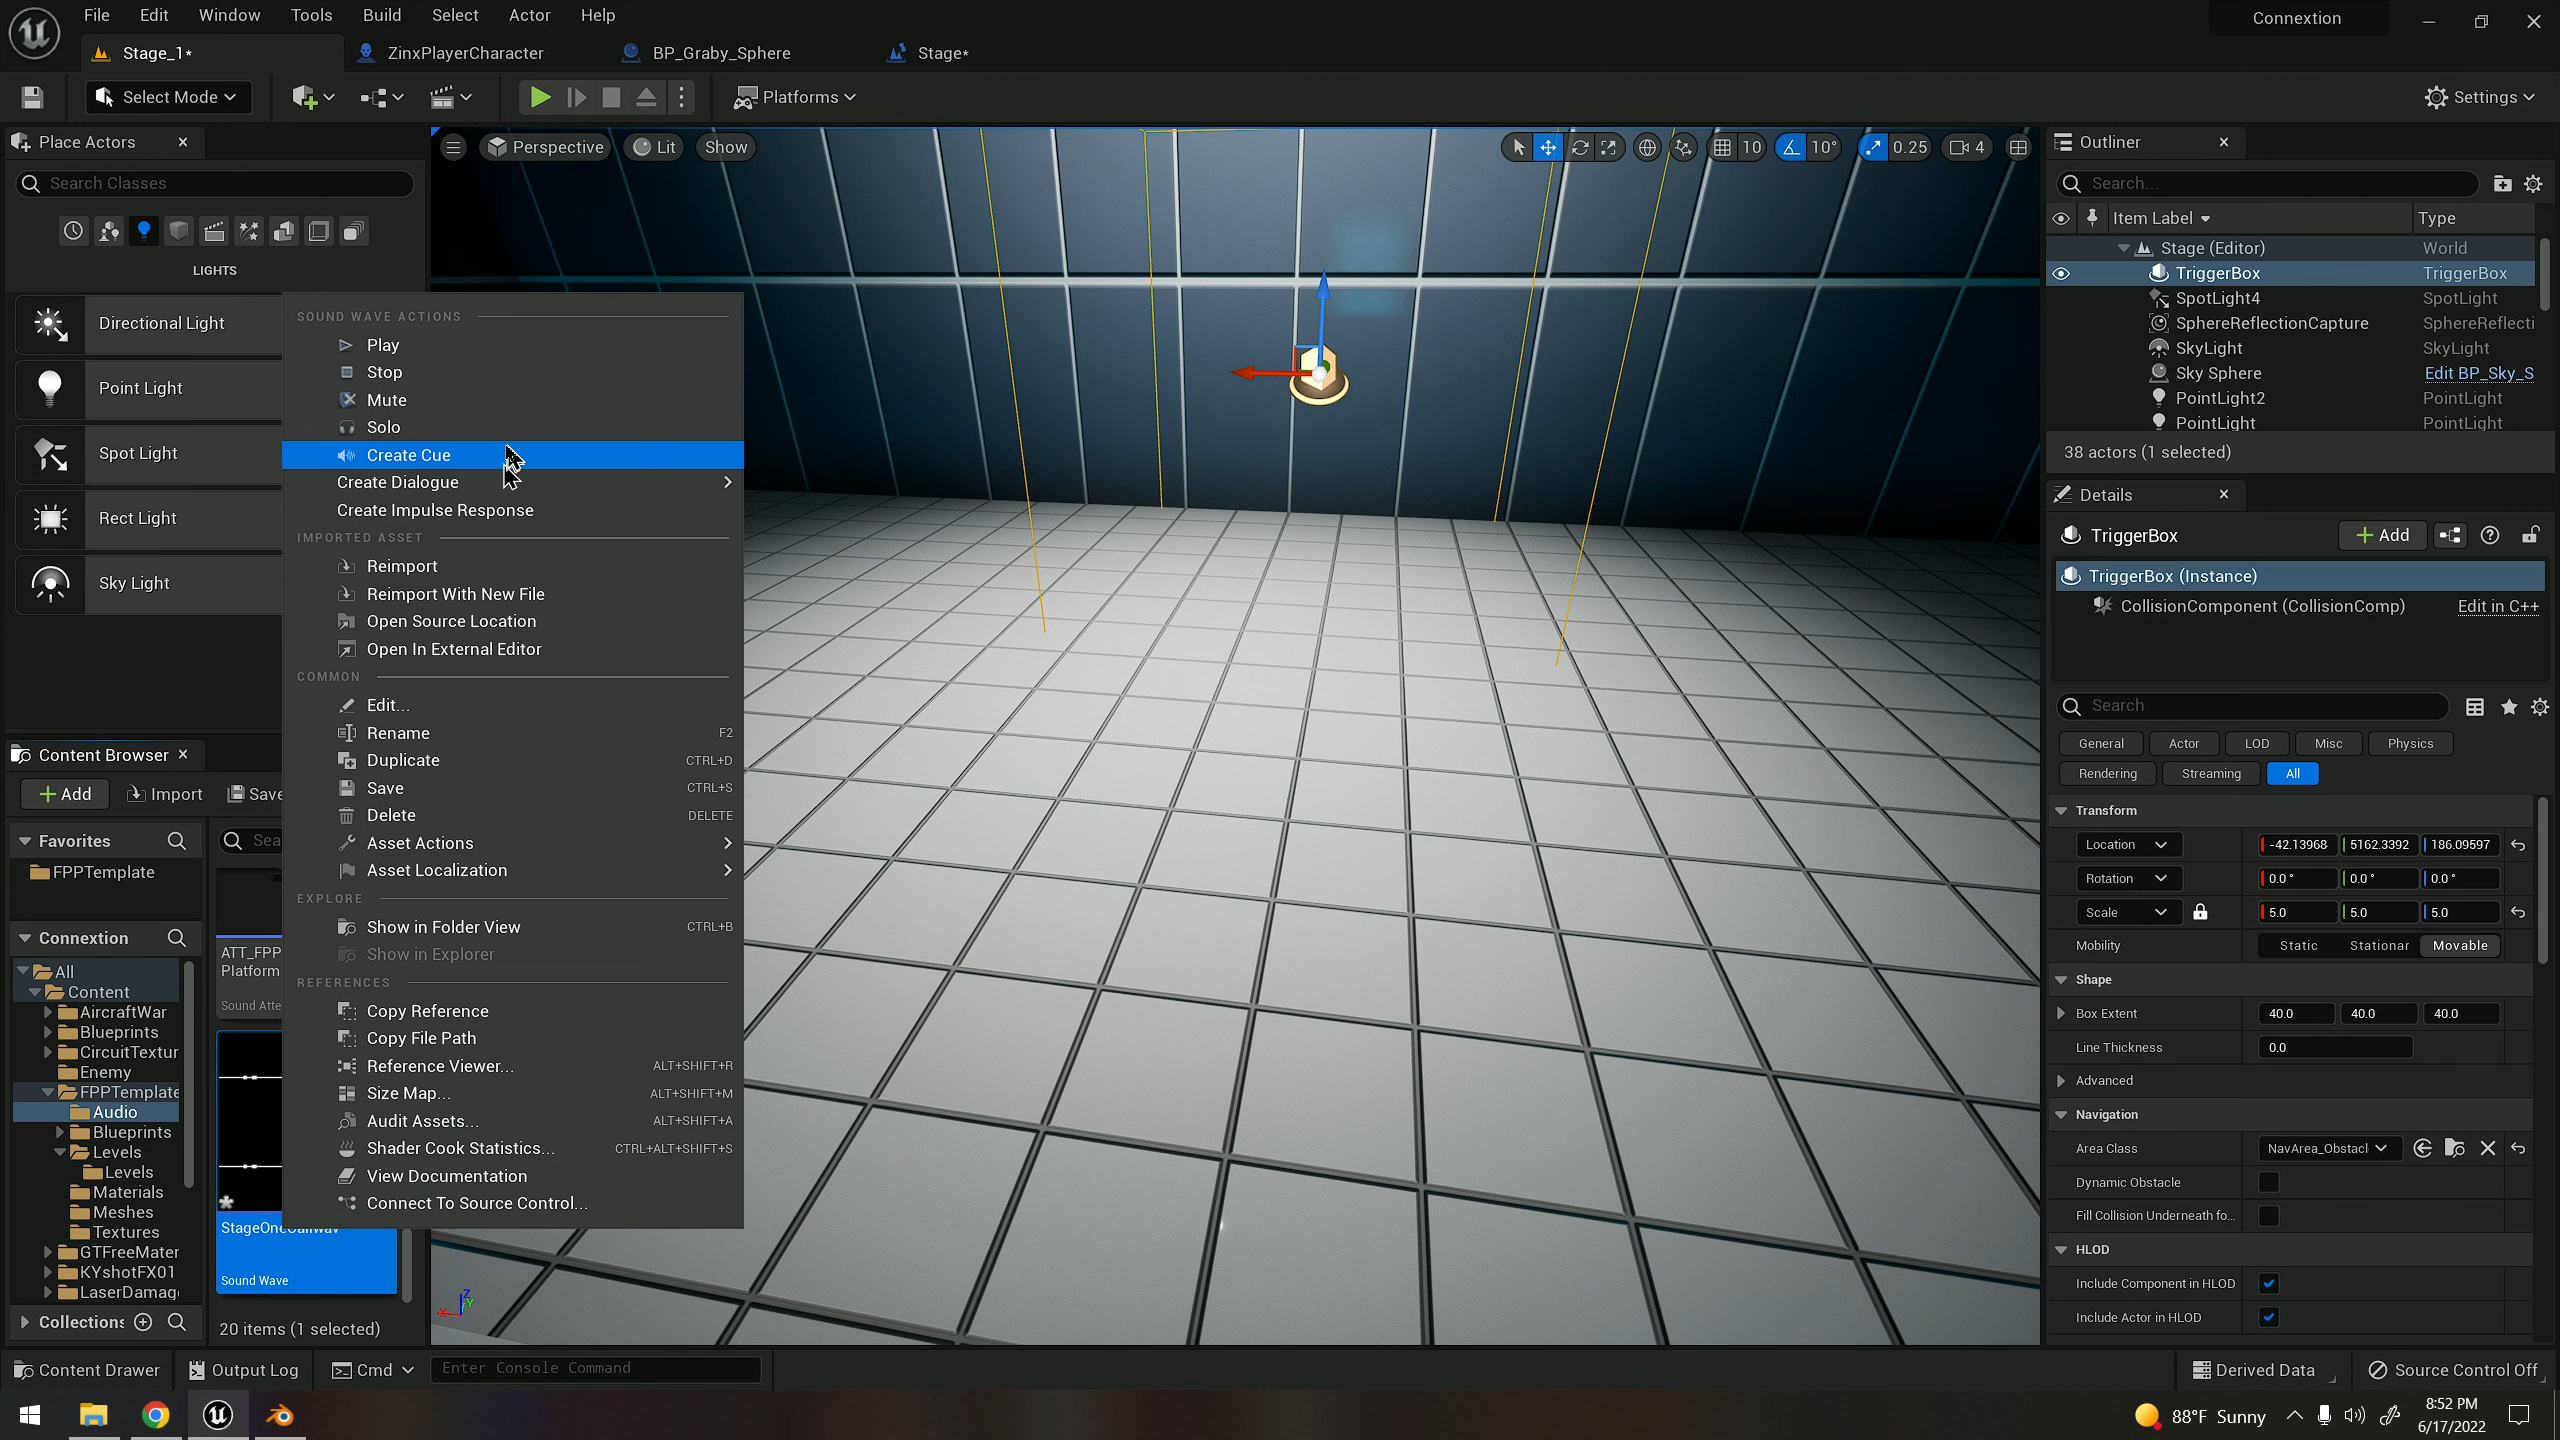 File Edit Window Tools Build Select Actor Help
Connexion
Stage_1*
ZinxPlayerCharacter
BP_Graby_Sphere
Stage*
Select Mode
Platforms
Settings
Place Actors
Search Classes
LIGHTS
Directional Light
Point Light
Spot Light
Rect Light
Sky Light
Perspective
Lit
Show
10
10°
0.25
4
SOUND WAVE ACTIONS
Play
Stop
Mute
Solo
Create Cue
Create Dialogue
Create Impulse Response
IMPORTED ASSET
Reimport
Reimport With New File
Open Source Location
Open In External Editor
COMMON
Edit...
Rename F2
Duplicate CTRL+D
Save CTRL+S
Delete DELETE
Asset Actions
Asset Localization
EXPLORE
Show in Folder View CTRL+B
Show in Explorer
REFERENCES
Copy Reference
Copy File Path
Reference Viewer... ALT+SHIFT+R
Size Map... ALT+SHIFT+M
Audit Assets... ALT+SHIFT+A
Shader Cook Statistics... CTRL+ALT+SHIFT+S
View Documentation
Connect To Source Control...
Content Browser
Add
Import
Save
Favorites
FPPTemplate
Connexion
All
Content
AircraftWar
Blueprints
CircuitTextur
Enemy
FPPTemplate
Audio
Blueprints
Levels
Levels
Materials
Meshes
Textures
GTFreeMater
KYshotFX01
LaserDamag
Collections
Sea
ATT_FPP
Platform
Sound Atte
Sound Wave
20 items (1 selected)
Outliner
Search...
Item Label Type
Stage (Editor) World
TriggerBox TriggerBox
SpotLight4 SpotLight
SphereReflectionCapture SphereReflecti
SkyLight SkyLight
Sky Sphere Edit BP_Sky_S
PointLight2 PointLight
PointLight PointLight
38 actors (1 selected)
Details
TriggerBox
Add
TriggerBox (Instance)
CollisionComponent (CollisionComp) Edit in C++
Search
General Actor LOD Misc Physics
Rendering Streaming All
Transform
Location -42.13968 5162.3392 186.09597
Rotation 0.0° 0.0° 0.0°
Scale 5.0 5.0 5.0
Mobility Static Stationar Movable
Shape
Box Extent 40.0 40.0 40.0
Line Thickness 0.0
Advanced
Navigation
Area Class NavArea_Obstacl
Dynamic Obstacle
Fill Collision Underneath fo...
HLOD
Include Component in HLOD
Include Actor in HLOD
Content Drawer
Output Log
Cmd
Enter Console Command
Derived Data
Source Control Off
88°F Sunny
8:52 PM
6/17/2022